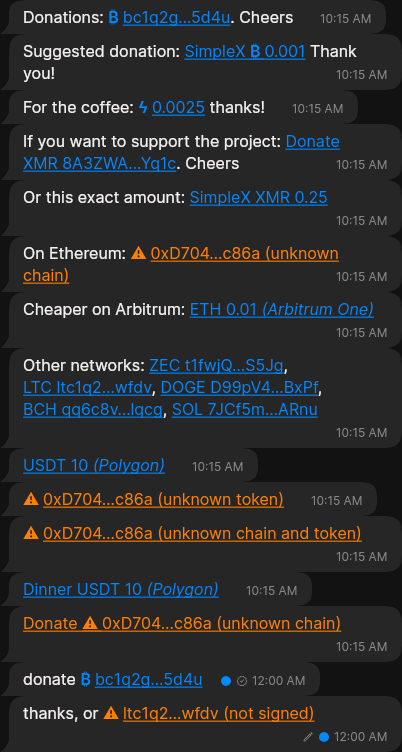 Donations: ₿ bc1q2g...5d4u. Cheers 10:15 AM
Suggested donation: SimpleX ₿ 0.001 Thank
you! 10:15 AM
For the coffee: ϟ 0.0025 thanks! 10:15 AM
If you want to support the project: Donate
XMR 8A3ZWA...Yq1c. Cheers 10:15 AM
Or this exact amount: SimpleX XMR 0.25
10:15 AM
On Ethereum: ⚠ 0xD704...c86a (unknown
chain) 10:15 AM
Cheaper on Arbitrum: ETH 0.01 (Arbitrum One)
10:15 AM
Other networks: ZEC t1fwjQ...S5Jg,
LTC ltc1q2...wfdv, DOGE D99pV4...BxPf,
BCH qq6c8v...lqcg, SOL 7JCf5m...ARnu
10:15 AM
USDT 10 (Polygon) 10:15 AM
⚠ 0xD704...c86a (unknown token) 10:15 AM
⚠ 0xD704...c86a (unknown chain and token)
10:15 AM
Dinner USDT 10 (Polygon) 10:15 AM
Donate ⚠ 0xD704...c86a (unknown chain)
10:15 AM
donate ₿ bc1q2g...5d4u 12:00 AM
thanks, or ⚠ ltc1q2...wfdv (not signed)
12:00 AM